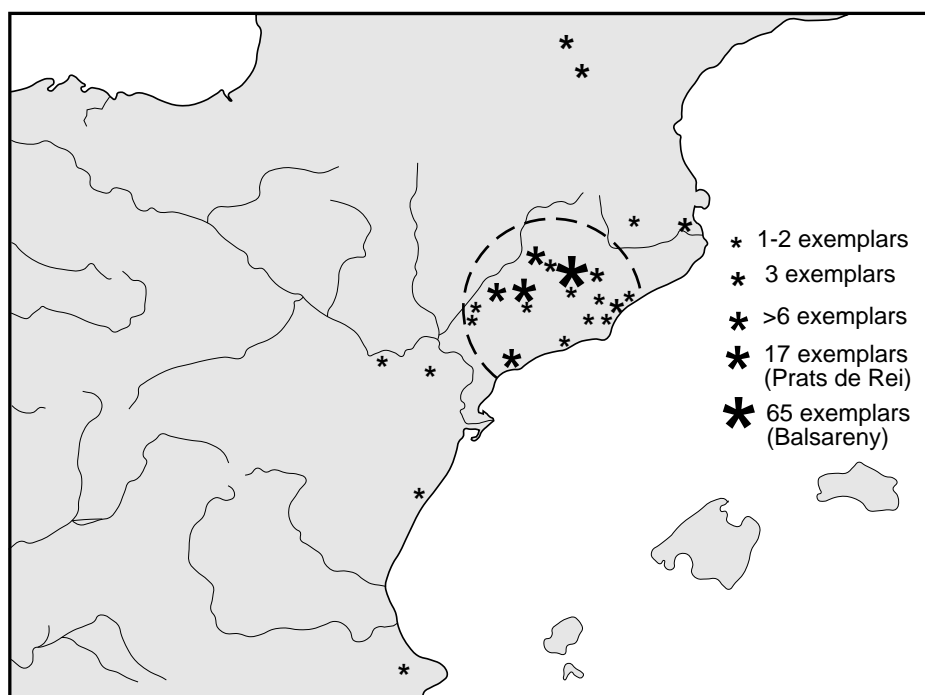 1-2 exemplars
3 exemplars
>6 exemplars
17 exemplars
(Prats de Rei)
65 exemplars
(Balsareny)